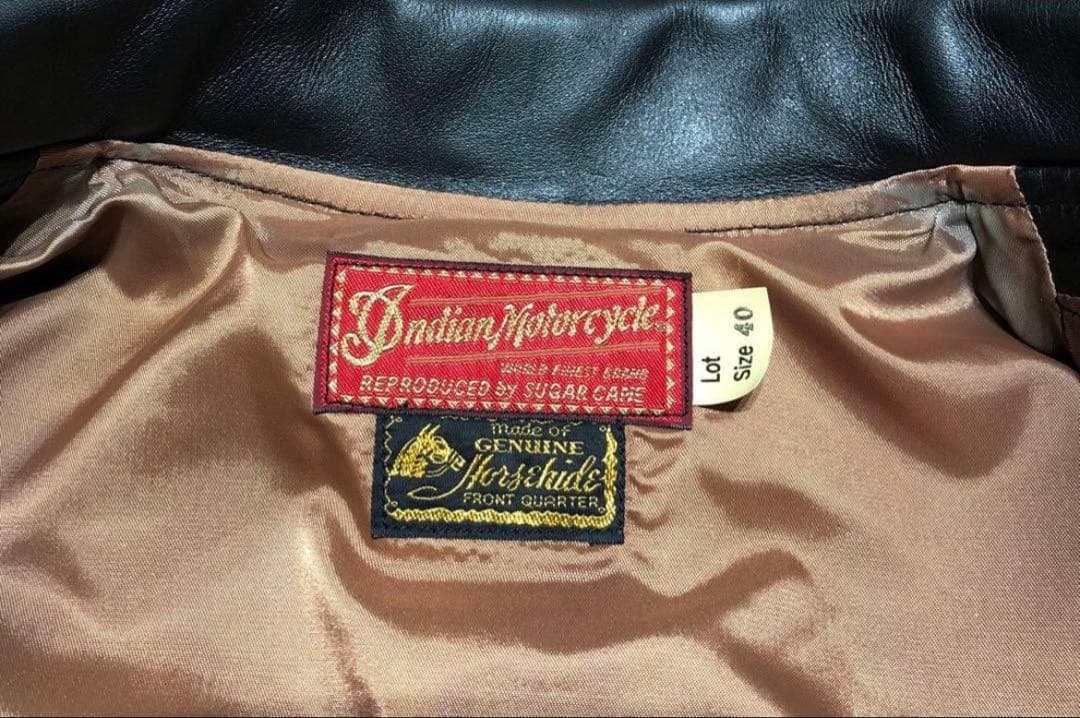 Indian Motorcycle
WORLD FINEST BRAND
REPRODUCED by SUGAR CANE
Lot
Size 40
Made of
GENUINE
Horsehide
FRONT QUARTER